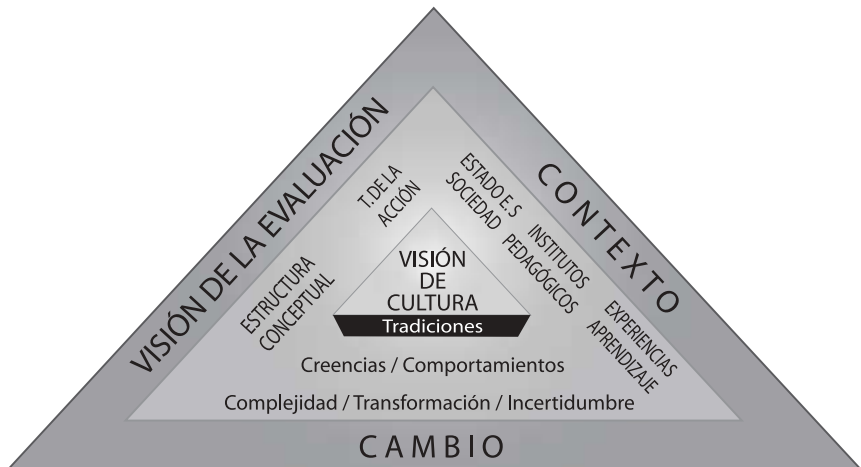 VISIÓN DE LA EVALUACIÓN
CONTEXTO
T. DE LA
ACCIÓN
ESTADO E.S
SOCIEDAD
INSTITUTOS
PEDAGÓGICOS
EXPERIENCIAS
APRENDIZAJE
ESTRUCTURA
CONCEPTUAL
VISIÓN
DE
CULTURA
Tradiciones
Creencias / Comportamientos
Complejidad / Transformación / Incertidumbre
CAMBIO